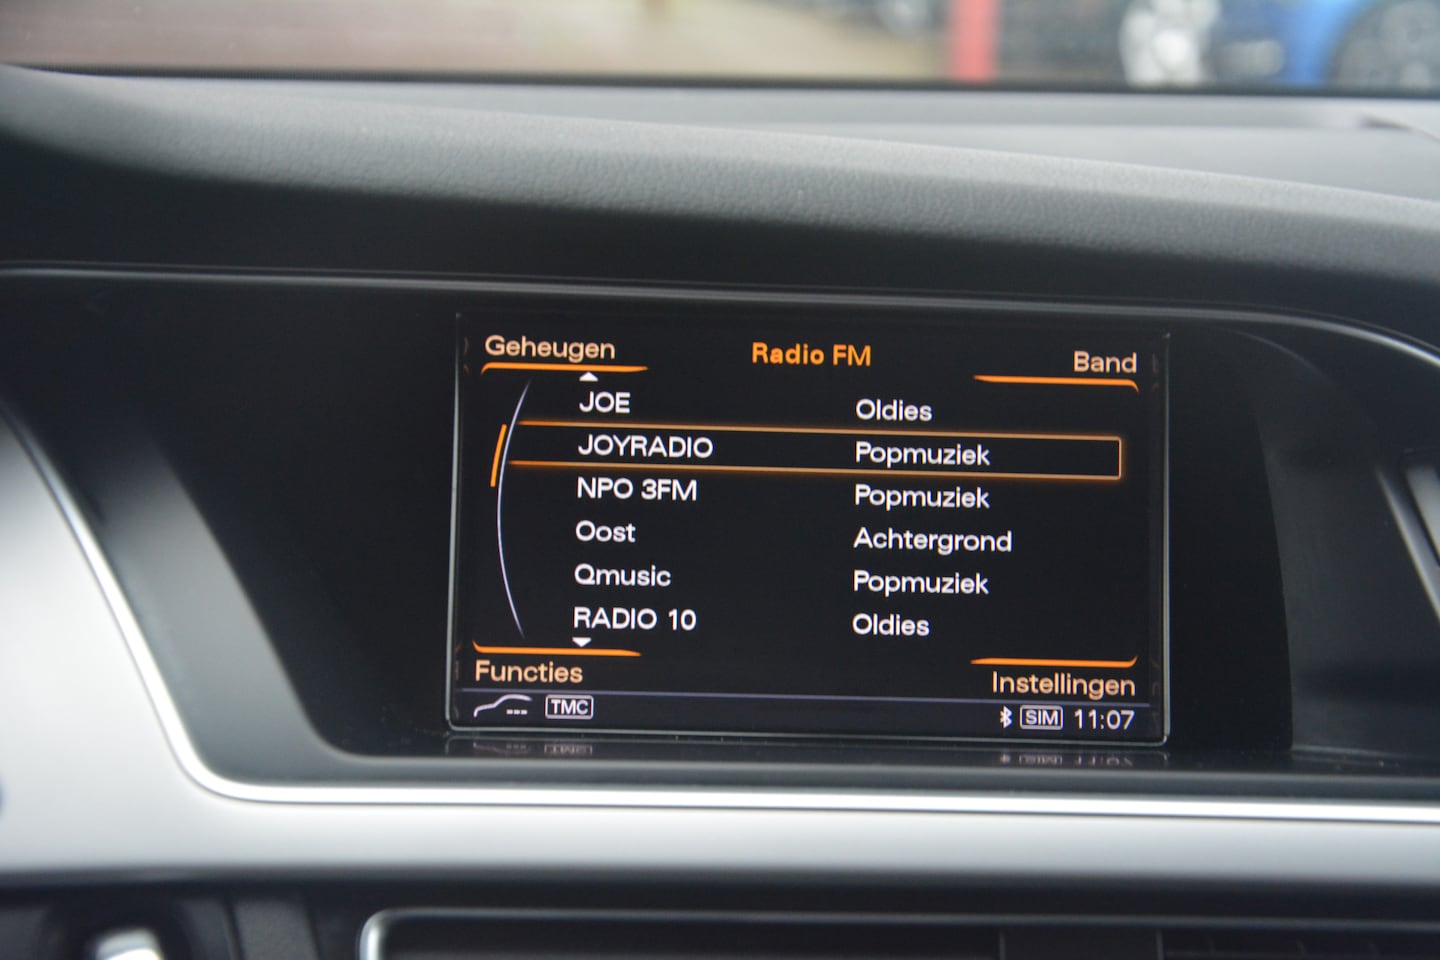 Geheugen Radio FM Band
JOE Oldies
JOYRADIO Popmuziek
NPO 3FM Popmuziek
Oost Achtergrond
Qmusic Popmuziek
RADIO 10 Oldies
Functies Instellingen
TMC SIM 11:07